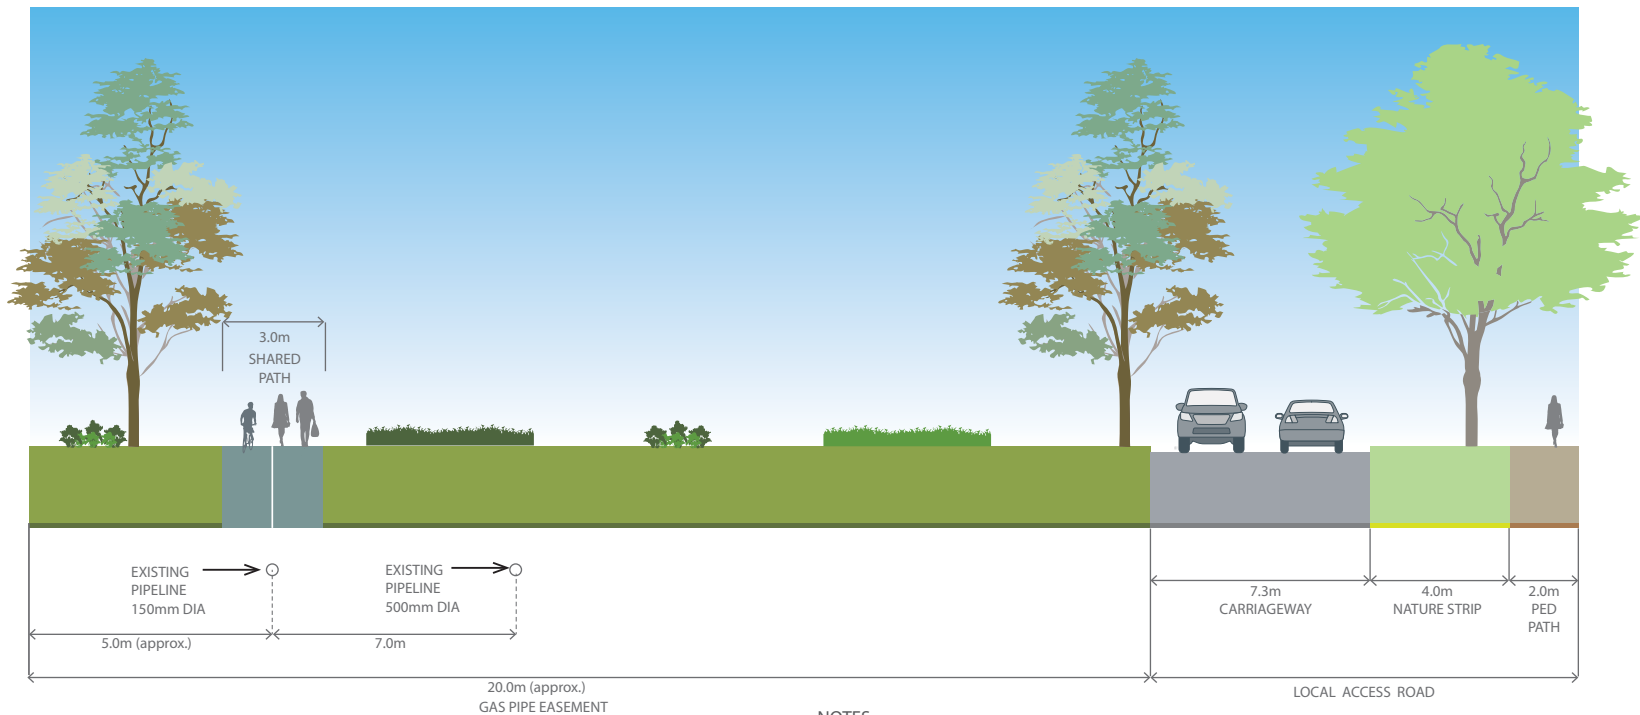 3.0m
SHARED
PATH
EXISTING
PIPELINE
150mm DIA
EXISTING
PIPELINE
500mm DIA
7.3m
CARRIAGEWAY
4.0m
NATURE STRIP
2.0m
PED
PATH
5.0m (approx.)
7.0m
20.0m (approx.)
GAS PIPE EASEMENT
LOCAL ACCESS ROAD
NOTES